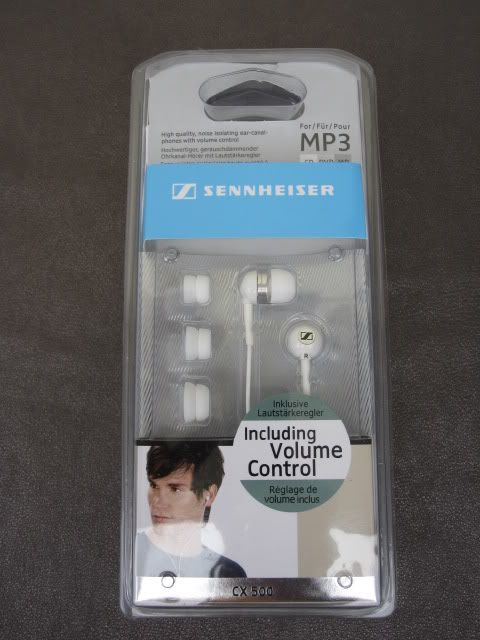 High quality, noise isolating ear-canal-
phones with volume control
Hochwertiger, geräuschdämmender
Ohrkanal-Hörer mit Lautstärkeregler
For/Für/Pour
MP3
SENNHEISER
R
Inklusive
Lautstärkeregler
Including
Volume
Control
Réglage de
volume inclus
CX 500